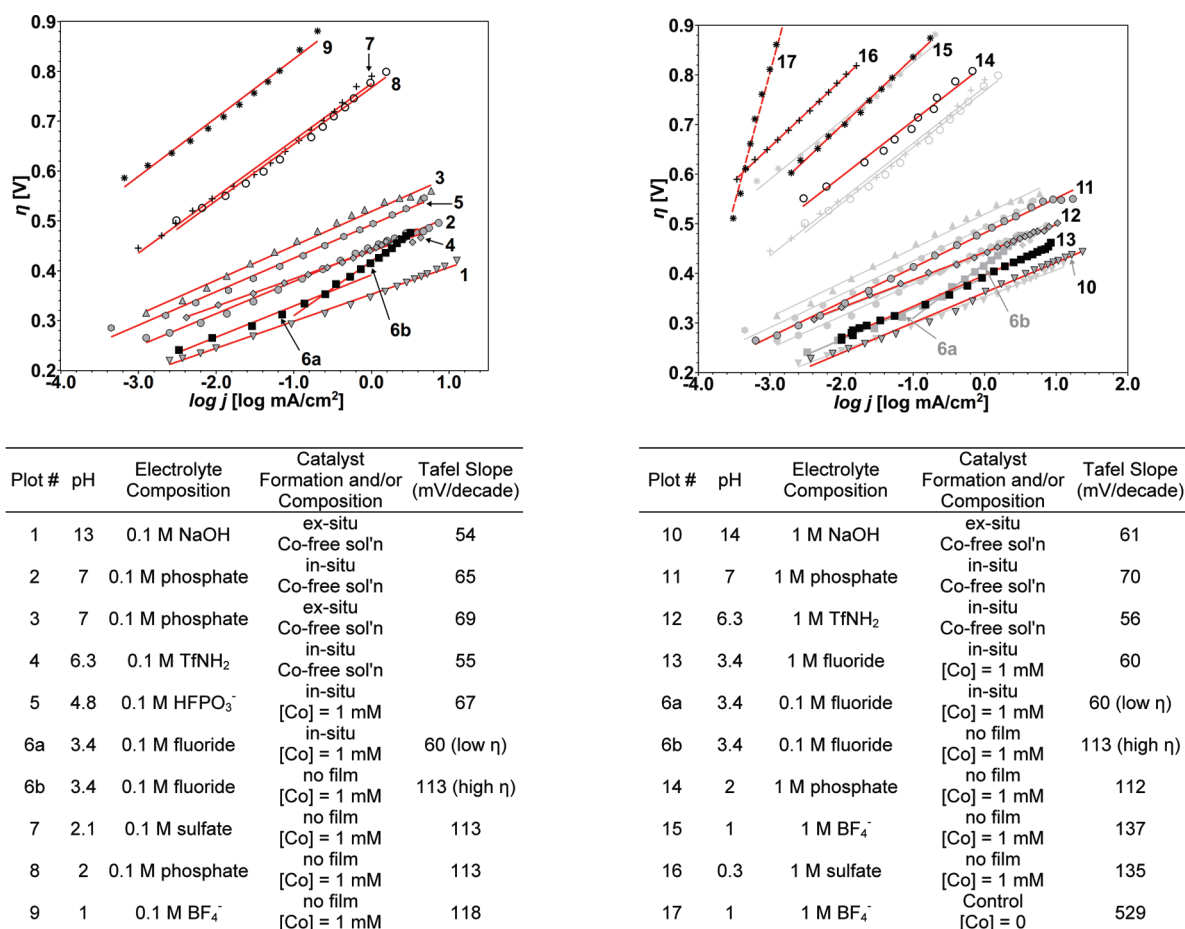 0.9
0.8
0.7
0.6
0.5
0.4
0.3
0.2
η [V]
-4.0 -3.0 -2.0 -1.0 0.0 1.0
log j [log mA/cm²]
9
7
8
3
5
2
4
1
6b
6a
0.9
0.8
0.7
0.6
0.5
0.4
0.3
0.2
η [V]
-4.0 -3.0 -2.0 -1.0 0.0 1.0 2.0
log j [log mA/cm²]
17
16
15
14
11
12
13
10
6b
6a
Plot # pH Electrolyte Composition Catalyst Formation and/or Composition Tafel Slope (mV/decade)
1 13 0.1 M NaOH ex-situ Co-free sol'n 54
2 7 0.1 M phosphate in-situ Co-free sol'n 65
3 7 0.1 M phosphate ex-situ Co-free sol'n 69
4 6.3 0.1 M TfNH₂ in-situ Co-free sol'n 55
5 4.8 0.1 M HFPO₃⁻ in-situ [Co] = 1 mM 67
6a 3.4 0.1 M fluoride in-situ [Co] = 1 mM 60 (low η)
6b 3.4 0.1 M fluoride no film [Co] = 1 mM 113 (high η)
7 2.1 0.1 M sulfate no film [Co] = 1 mM 113
8 2 0.1 M phosphate no film [Co] = 1 mM 113
9 1 0.1 M BF₄⁻ no film [Co] = 1 mM 118
Plot # pH Electrolyte Composition Catalyst Formation and/or Composition Tafel Slope (mV/decade)
10 14 1 M NaOH ex-situ Co-free sol'n 61
11 7 1 M phosphate in-situ Co-free sol'n 70
12 6.3 1 M TfNH₂ in-situ Co-free sol'n 56
13 3.4 1 M fluoride in-situ [Co] = 1 mM 60
6a 3.4 0.1 M fluoride in-situ [Co] = 1 mM 60 (low η)
6b 3.4 0.1 M fluoride no film [Co] = 1 mM 113 (high η)
14 2 1 M phosphate no film [Co] = 1 mM 112
15 1 1 M BF₄⁻ no film [Co] = 1 mM 137
16 0.3 1 M sulfate no film [Co] = 1 mM 135
17 1 1 M BF₄⁻ Control [Co] = 0 529